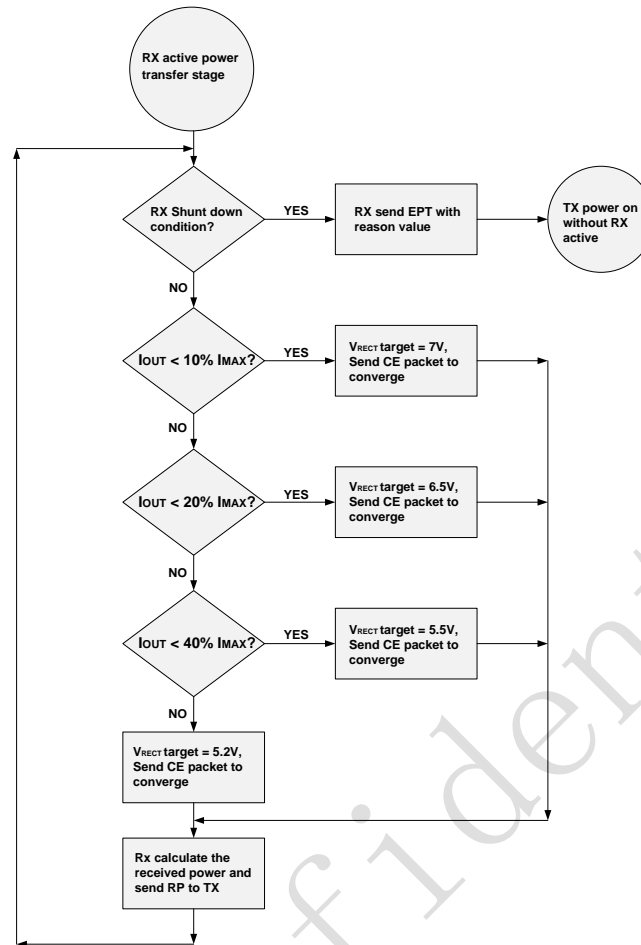 RX active power
transfer stage
RX Shunt down
condition?
YES
RX send EPT with
reason value
TX power on
without RX
active
NO
IOUT < 10% IMAX?
YES
VRECT target = 7V,
Send CE packet to
converge
NO
IOUT < 20% IMAX?
YES
VRECT target = 6.5V,
Send CE packet to
converge
NO
IOUT < 40% IMAX?
YES
VRECT target = 5.5V,
Send CE packet to
converge
NO
VRECT target = 5.2V,
Send CE packet to
converge
Rx calculate the
received power and
send RP to TX
fident